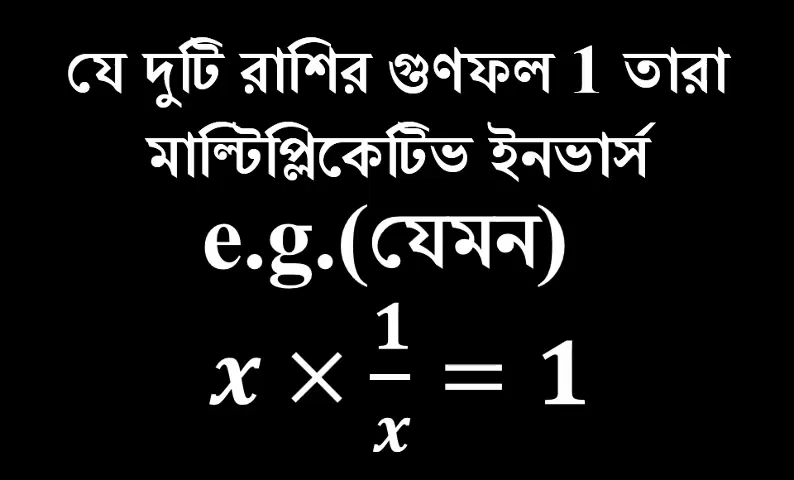 যে দুটি রাশির গুণফল 1 তারা
মাল্টিপ্লিকেটিভ ইনভার্স
e.g.(যেমন)
x × 1/x = 1